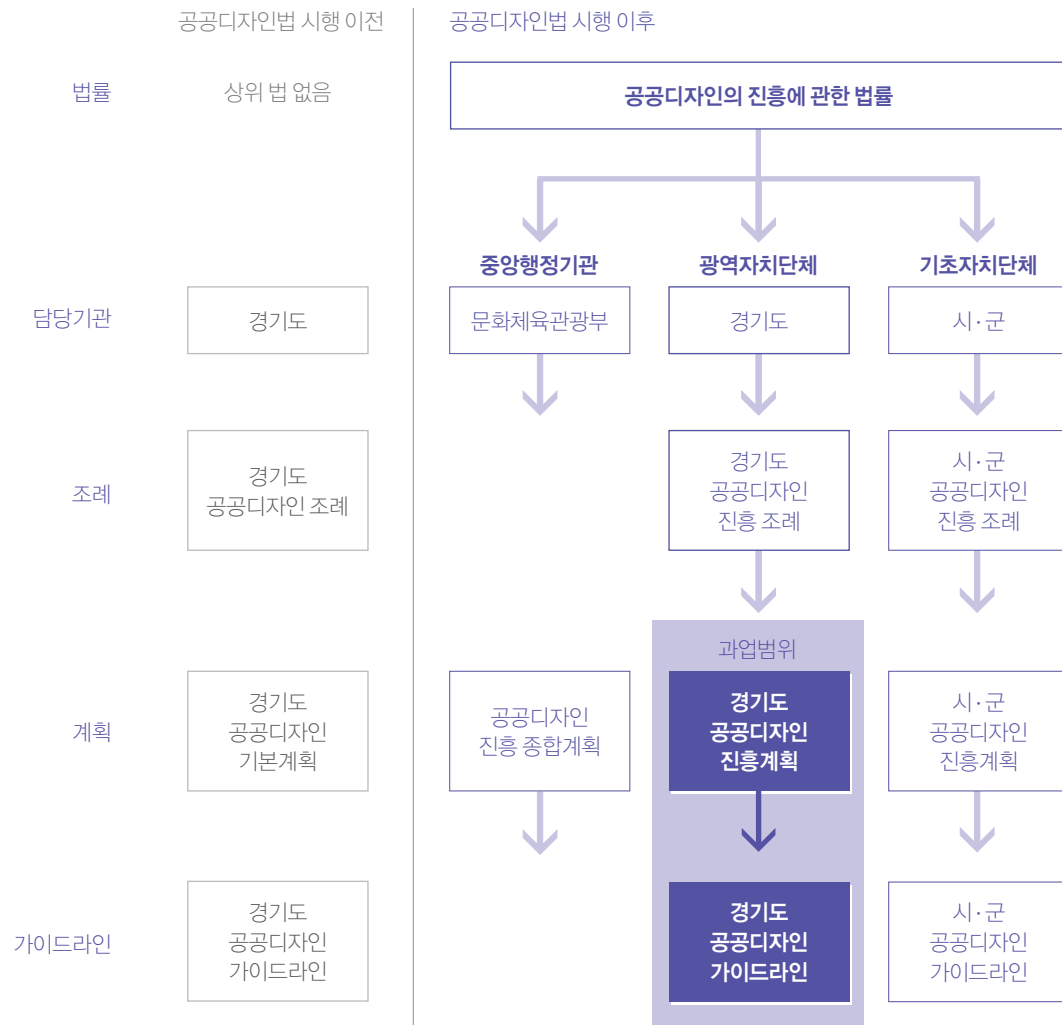 공공디자인법 시행 이전
공공디자인법 시행 이후
법률
상위 법 없음
공공디자인의 진흥에 관한 법률
중앙행정기관
광역자치단체
기초자치단체
담당기관
경기도
문화체육관광부
경기도
시·군
조례
경기도
공공디자인 조례
경기도
공공디자인
진흥 조례
시·군
공공디자인
진흥 조례
과업범위
계획
경기도
공공디자인
기본계획
공공디자인
진흥 종합계획
경기도
공공디자인
진흥계획
시·군
공공디자인
진흥계획
가이드라인
경기도
공공디자인
가이드라인
경기도
공공디자인
가이드라인
시·군
공공디자인
가이드라인